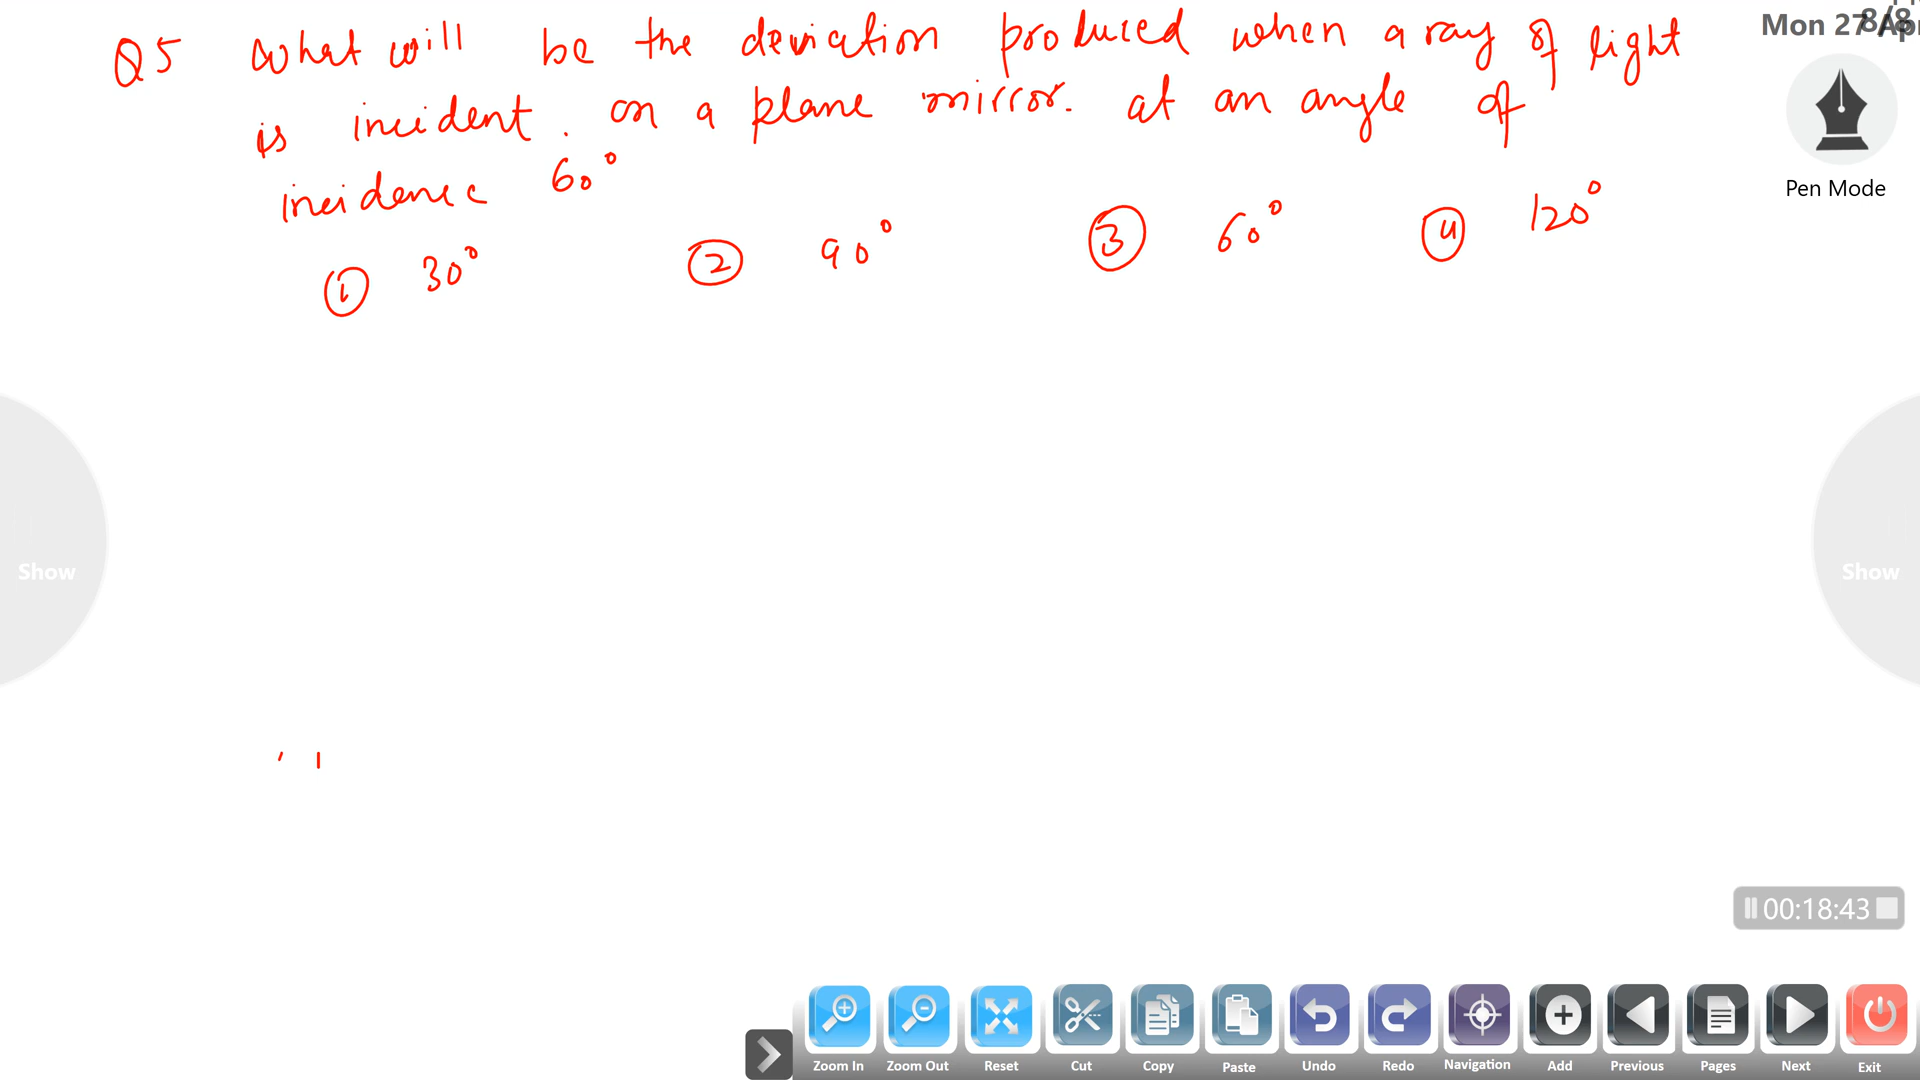 Q5 What will be the deviation produced when a ray of light
is incident. on a plane mirror. at an angle of
incidence 60°
① 30° ② 90° ③ 60° ④ 120°
Mon 27 Ap
8/8
Pen Mode
Show
Show
00:18:43
Zoom In Zoom Out Reset Cut Copy Paste Undo Redo Navigation Add Previous Pages Next Exit